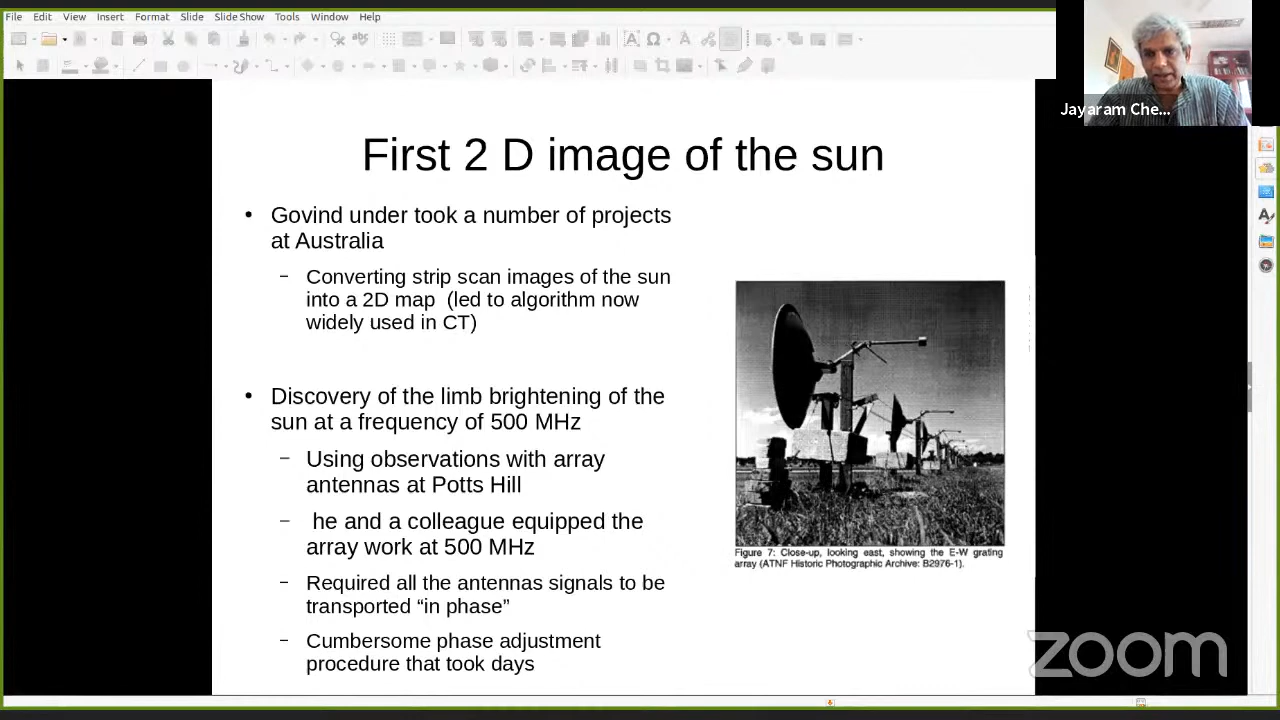 File Edit View Insert Format Slide Slide Show Tools Window Help
Jayaram Che...
First 2 D image of the sun
• Govind under took a number of projects
at Australia
– Converting strip scan images of the sun
into a 2D map (led to algorithm now
widely used in CT)
• Discovery of the limb brightening of the
sun at a frequency of 500 MHz
– Using observations with array
antennas at Potts Hill
– he and a colleague equipped the
array work at 500 MHz
– Required all the antennas signals to be
transported “in phase”
– Cumbersome phase adjustment
procedure that took days
Figure 7: Close-up, looking east, showing the E-W grating
array (ATNF Historic Photographic Archive: B2976-1).
zoom